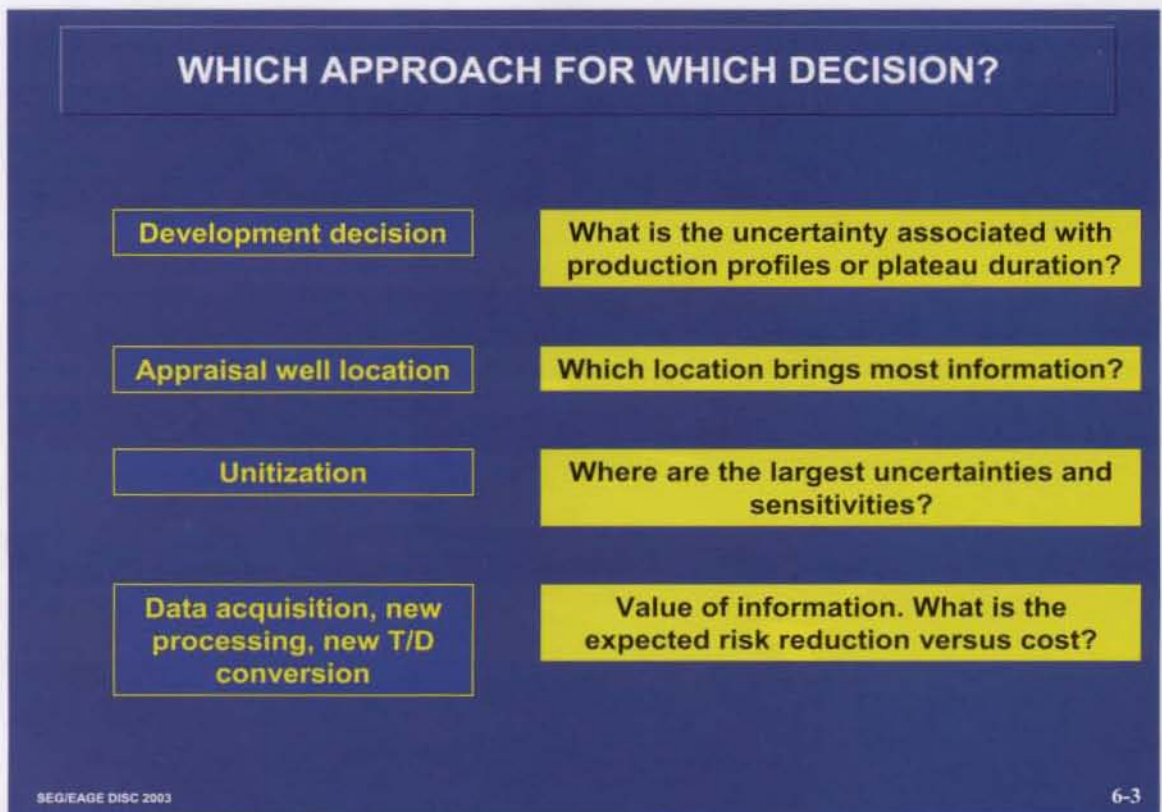 WHICH APPROACH FOR WHICH DECISION?
Development decision
What is the uncertainty associated with
production profiles or plateau duration?
Appraisal well location
Which location brings most information?
Unitization
Where are the largest uncertainties and
sensitivities?
Data acquisition, new
processing, new T/D
conversion
Value of information. What is the
expected risk reduction versus cost?
SEG/EAGE DISC 2003
6-3